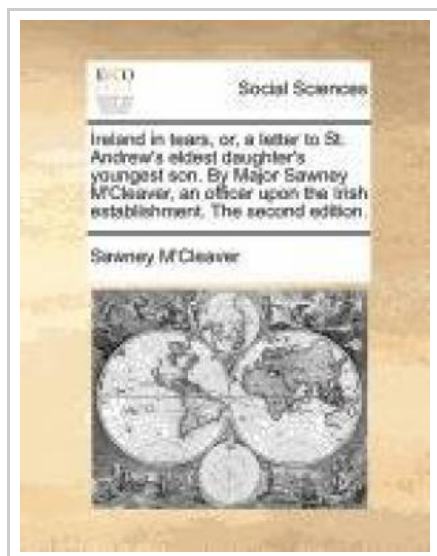 ECCO
Social Sciences
Ireland in tears, or, a letter to St.
Andrew's eldest daughter's
youngest son. By Major Sawney
M'Cleaver, an officer upon the Irish
establishment. The second edition.
Sawney M'Cleaver